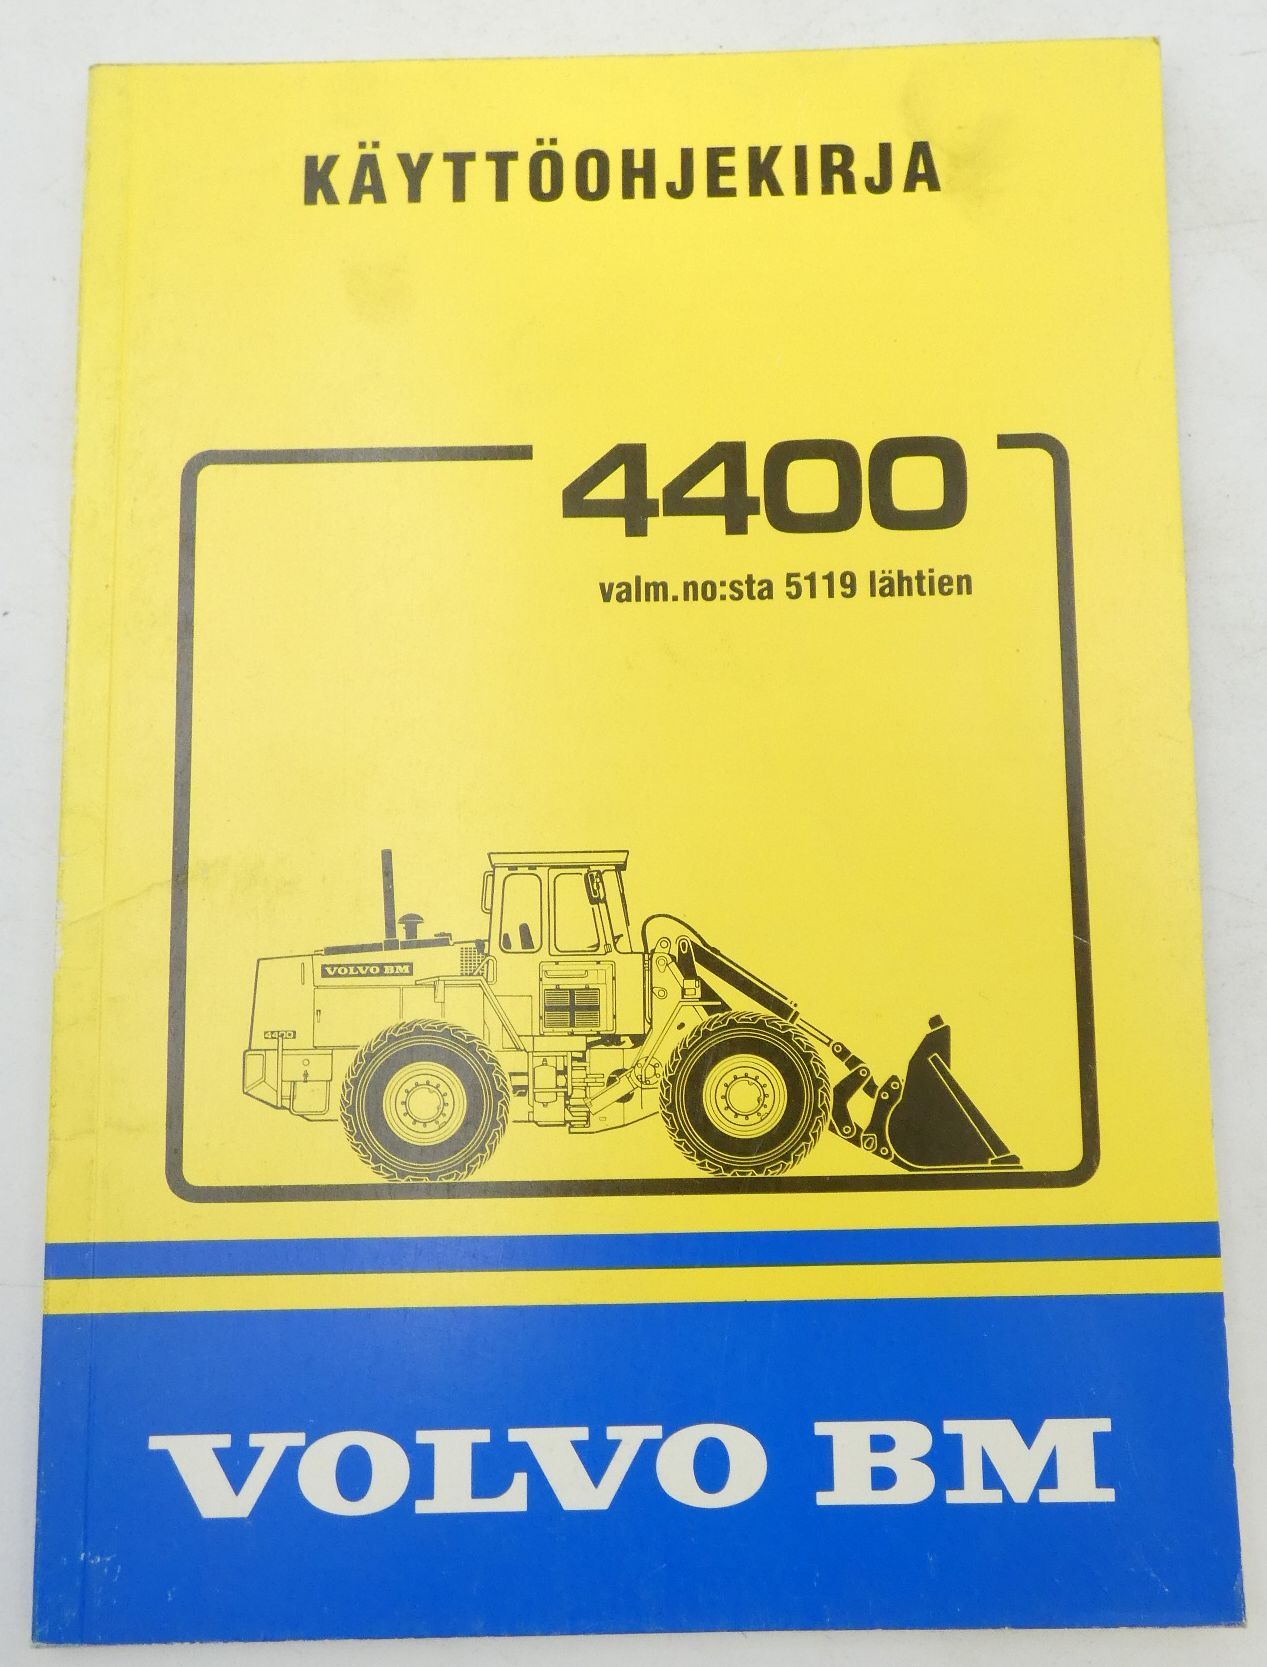 KÄYTTÖOHJEKIRJA
4400
valm.no:sta 5119 lähtien
VOLVO BM
4400
VOLVO BM